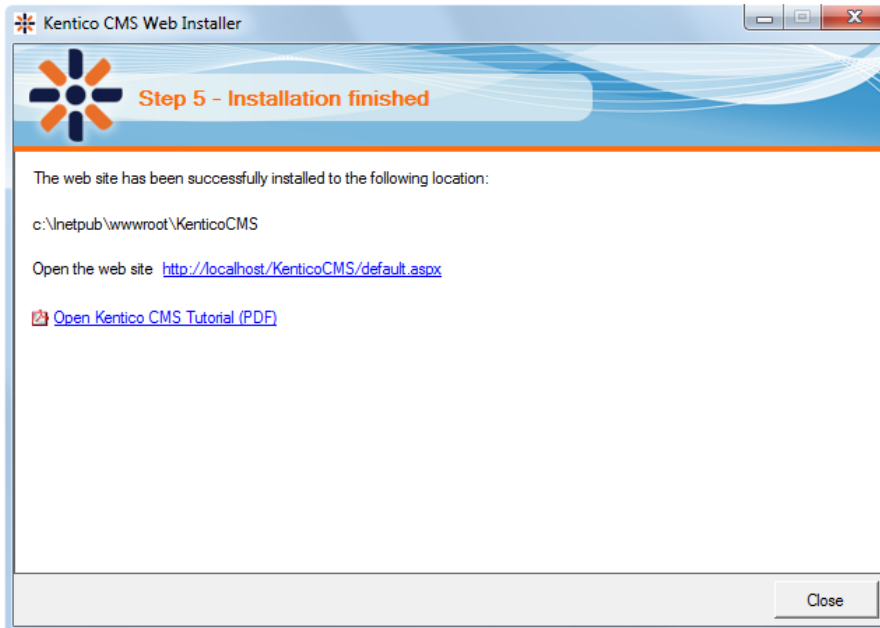 Kentico CMS Web Installer
Step 5 - Installation finished
The web site has been successfully installed to the following location:
c:\Inetpub\wwwroot\KenticoCMS
Open the web site http://localhost/KenticoCMS/default.aspx
Open Kentico CMS Tutorial (PDF)
Close